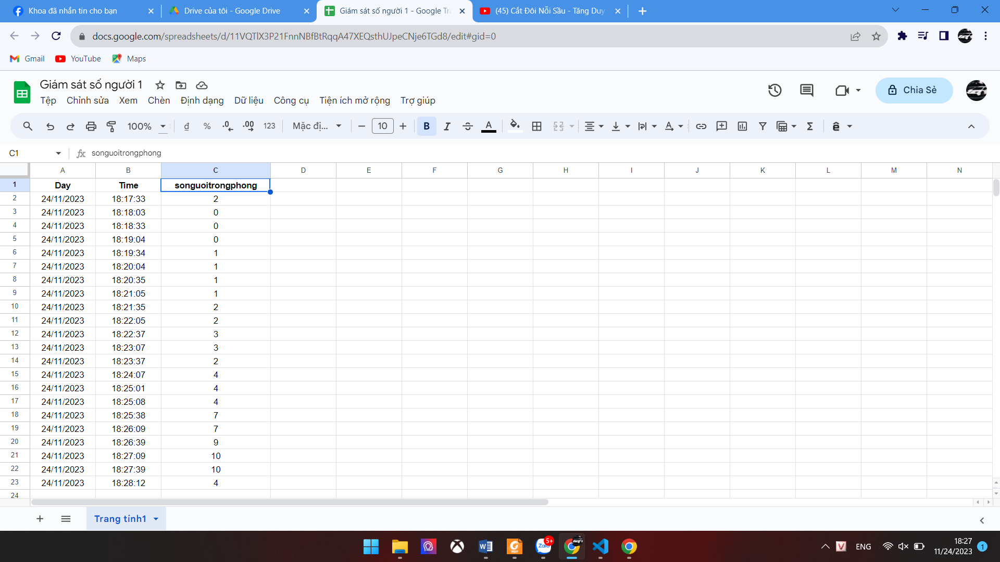 Khoa đã nhắn tin cho bạn
Drive của tôi - Google Drive
Giám sát số người 1 - Google Tra
(45) Cắt Đôi Nỗi Sầu - Tăng Duy
docs.google.com/spreadsheets/d/11VQTlX3P21FnnNBfBtRqqA47XEQsthUJpeCNje6TGd8/edit#gid=0
Gmail YouTube Maps
Giám sát số người 1
Tệp Chỉnh sửa Xem Chèn Định dạng Dữ liệu Công cụ Tiện ích mở rộng Trợ giúp
Chia Sẻ
100% đ % .0 .00 123 Mặc đị... 10 B I A ê
C1 fx songuoitrongphong
A B C D E F G H I J K L M N
1 Day Time songuoitrongphong
2 24/11/2023 18:17:33 2
3 24/11/2023 18:18:03 0
4 24/11/2023 18:18:33 0
5 24/11/2023 18:19:04 0
6 24/11/2023 18:19:34 1
7 24/11/2023 18:20:04 1
8 24/11/2023 18:20:35 1
9 24/11/2023 18:21:05 1
10 24/11/2023 18:21:35 2
11 24/11/2023 18:22:05 2
12 24/11/2023 18:22:37 3
13 24/11/2023 18:23:07 3
14 24/11/2023 18:23:37 2
15 24/11/2023 18:24:07 4
16 24/11/2023 18:25:01 4
17 24/11/2023 18:25:08 4
18 24/11/2023 18:25:38 7
19 24/11/2023 18:26:09 7
20 24/11/2023 18:26:39 9
21 24/11/2023 18:27:09 10
22 24/11/2023 18:27:39 10
23 24/11/2023 18:28:12 4
24
Trang tính1
PDF
Zalo
5+
V ENG
18:27
11/24/2023
1